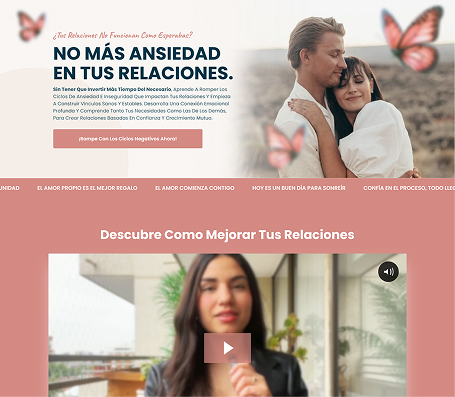 ¿Tus Relaciones No Funcionan Como Esperabas?
NO MÁS ANSIEDAD
EN TUS RELACIONES.
Sin Tener Que Invertir Más Tiempo Del Necesario, Aprende A Romper Los
Ciclos De Ansiedad E Inseguridad Que Impactan Tus Relaciones Y Empieza
A Construir Vínculos Sanos Y Estables. Desarrolla Una Conexión Emocional
Profunda Y Comprende Tanto Tus Necesidades Como Las De Los Demás,
Para Crear Relaciones Basadas En Confianza Y Crecimiento Mutuo.
¡Rompe Con Los Ciclos Negativos Ahora!
UNIDAD EL AMOR PROPIO ES EL MEJOR REGALO EL AMOR COMIENZA CONTIGO HOY ES UN BUEN DÍA PARA SONREÍR CONFÍA EN EL PROCESO, TODO LLEG
Descubre Como Mejorar Tus Relaciones